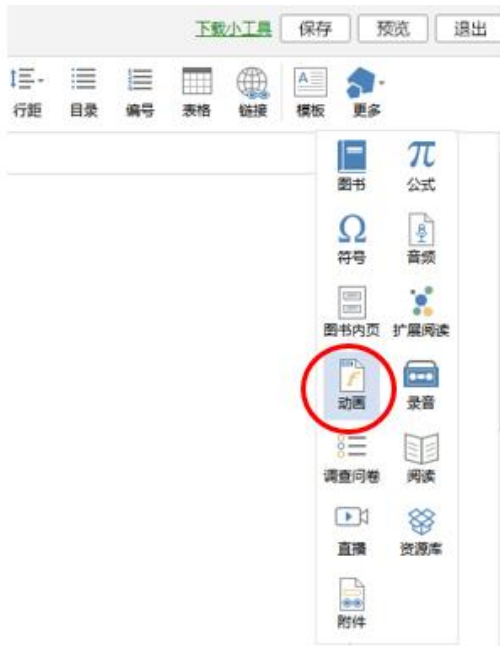 下载小工具 保存 预览 退出
行距 目录 编号 表格 链接 模板 更多
图书 公式
符号 音频
图书内页 扩展阅读
动画 录音
调查问卷 阅读
直播 资源库
附件